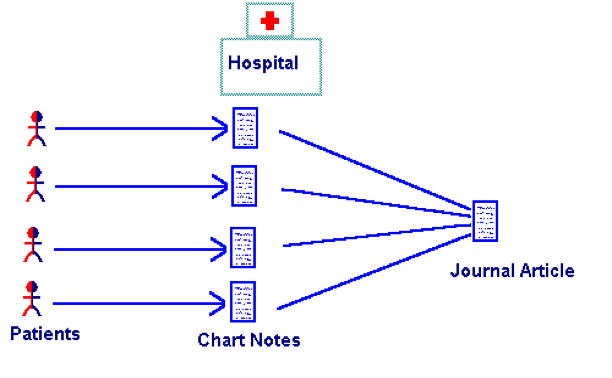 Hospital
Journal Article
Patients
Chart Notes